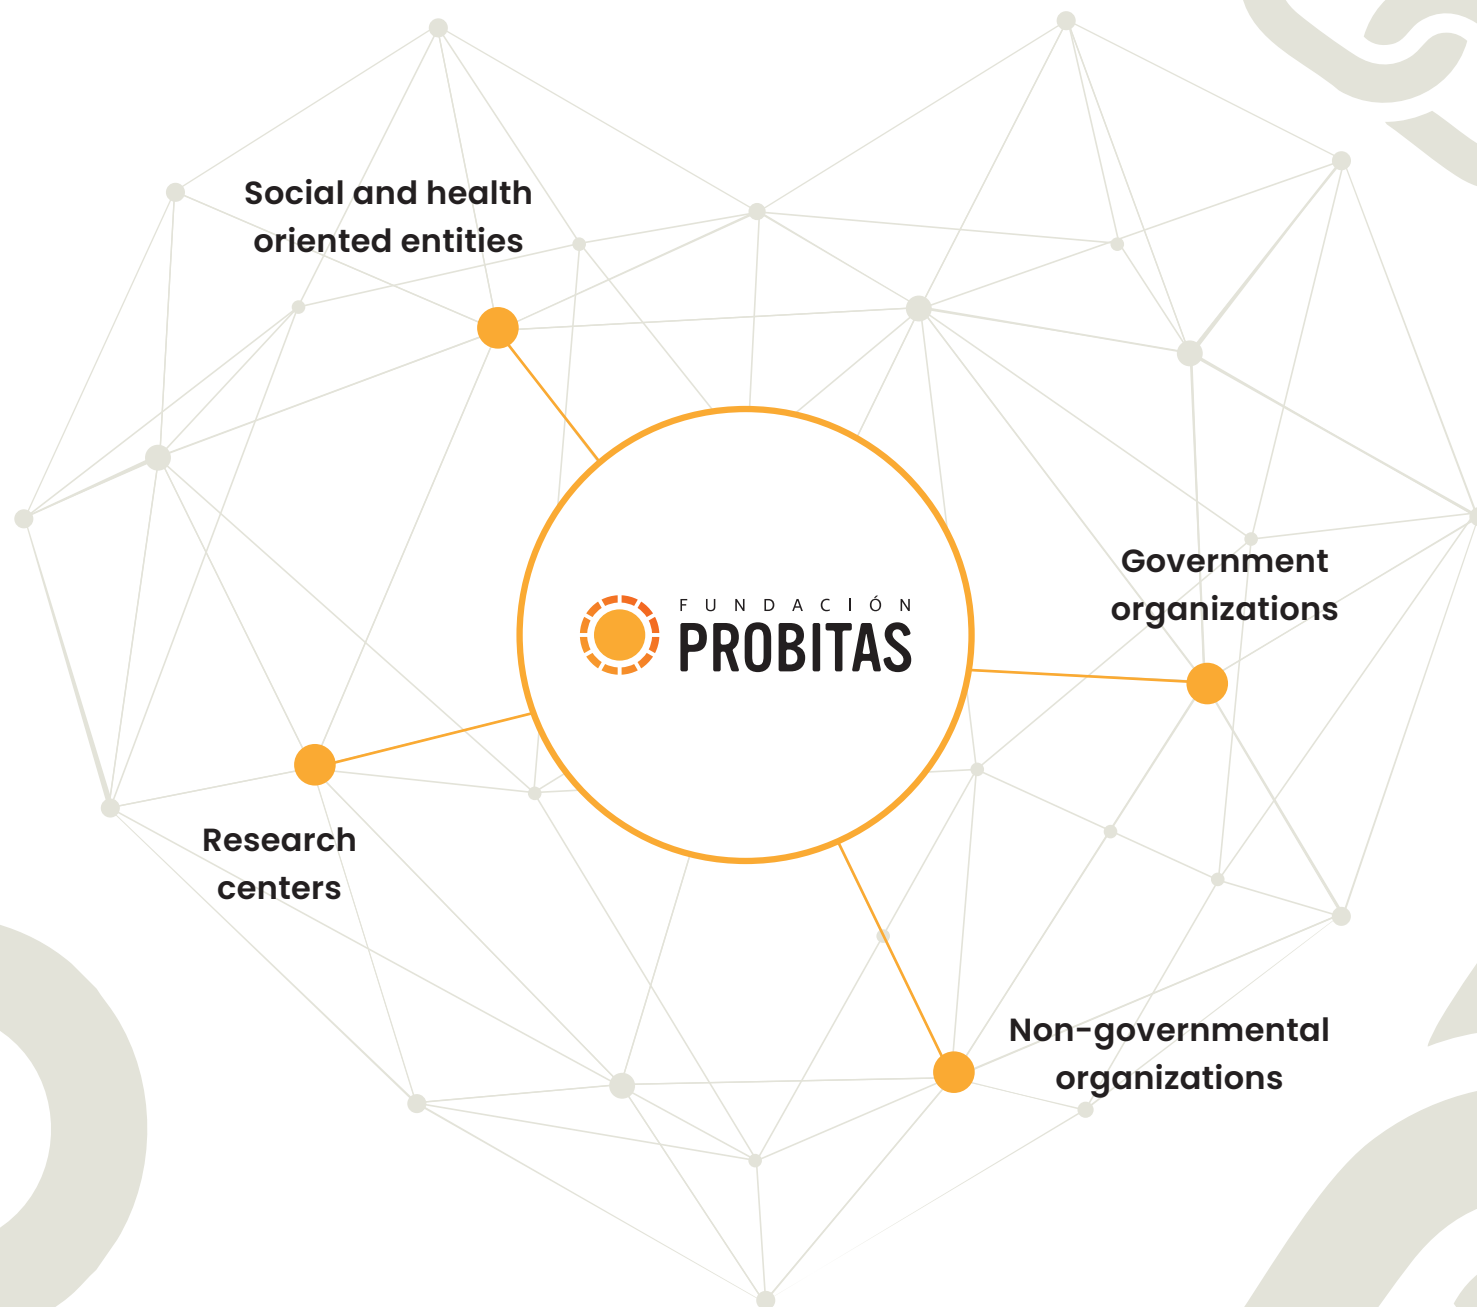 Social and health
oriented entities
Government
organizations
FUNDACIÓN
PROBITAS
Research
centers
Non-governmental
organizations